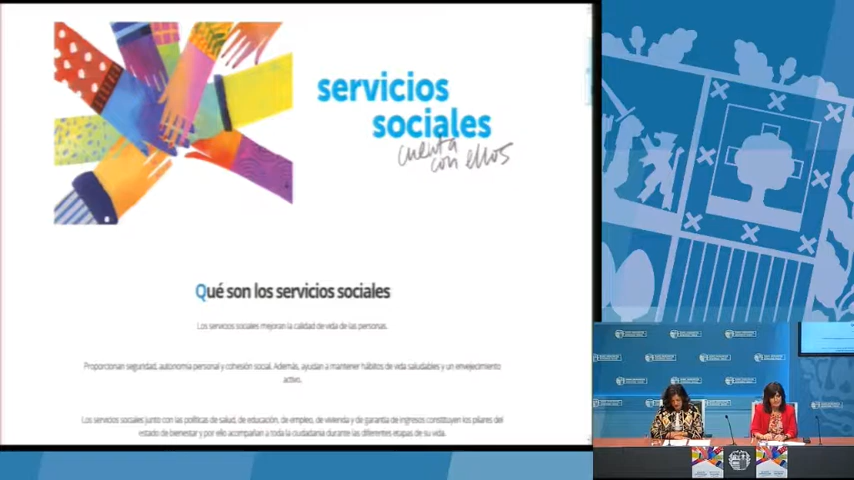 servicios
sociales
cuenta
con ellos
Qué son los servicios sociales
Los servicios sociales mejoran la calidad de vida de las personas.
Proporcionan seguridad, autonomia personal y cohesión social. Además, ayudan a mantener hábitos de vida saludables y un envejecimiento
activo.
Los servicios sociales junto con las políticas de salud, de educación, de empleo, de vivienda y de garantía de ingresos constituyen los pilares del
estado de bienestar y por ello acompañan a toda la ciudadanía durante las diferentes etapas de su vida.